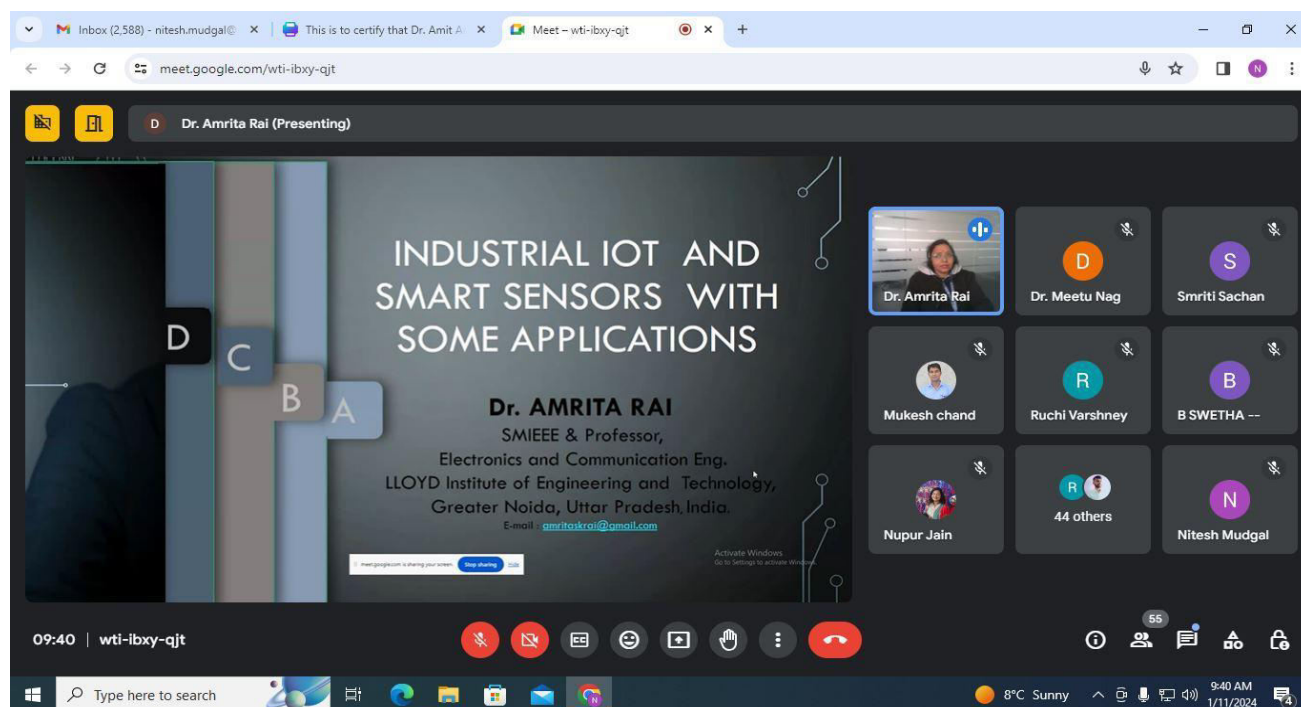 Inbox (2,588) - nitesh.mudgal@
This is to certify that Dr. Amit A
Meet – wti-ibxy-qjt
meet.google.com/wti-ibxy-qjt
N
D
Dr. Amrita Rai (Presenting)
INDUSTRIAL IOT AND
SMART SENSORS WITH
SOME APPLICATIONS
D
C
B
A
Dr. AMRITA RAI
SMIEEE & Professor,
Electronics and Communication Eng.
LLOYD Institute of Engineering and Technology,
Greater Noida, Uttar Pradesh, India.
E-mail : amritaskrai@gmail.com
meet.google.com is sharing your screen. Stop sharing Hide
Activate Windows
Go to Settings to activate Windows.
Dr. Amrita Rai
D
Dr. Meetu Nag
S
Smriti Sachan
Mukesh chand
R
Ruchi Varshney
B
B SWETHA --
Nupur Jain
R
44 others
N
Nitesh Mudgal
09:40 | wti-ibxy-qjt
55
Type here to search
8°C Sunny
9:40 AM
1/11/2024
4